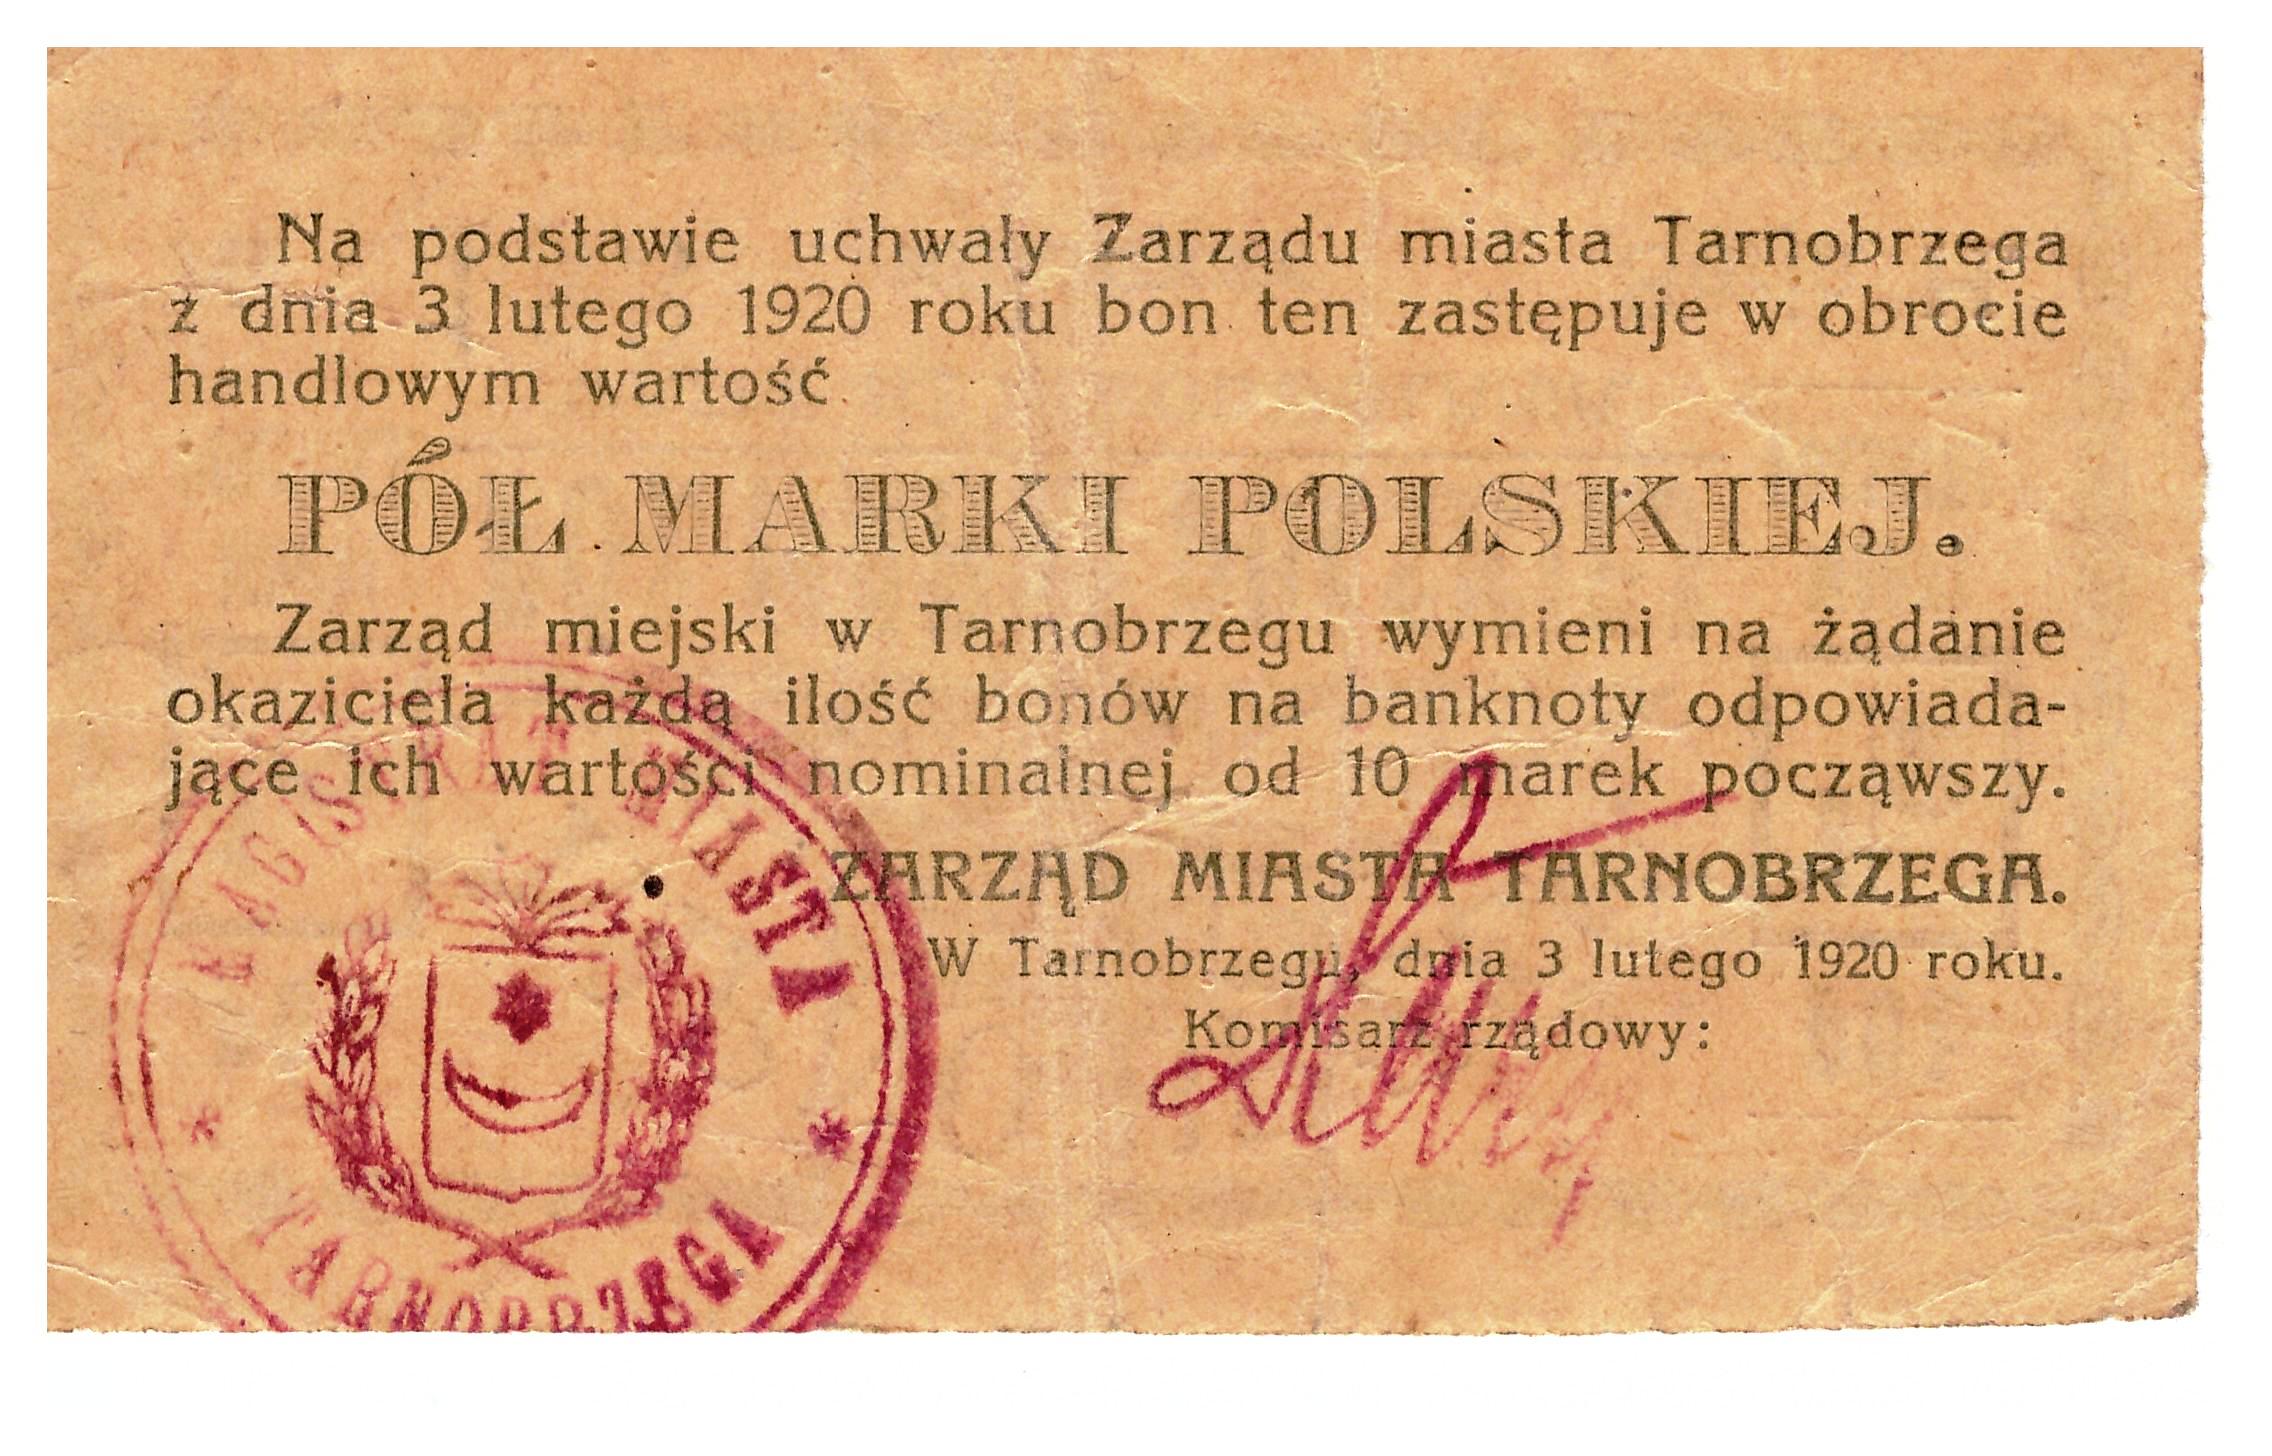 Na podstawie uchwały Zarządu miasta Tarnobrzega
z dnia 3 lutego 1920 roku bon ten zastępuje w obrocie
handlowym wartość
PÓŁ MARKI POLSKIEJ.
Zarząd miejski w Tarnobrzegu wymieni na żądanie
okaziciela każdą ilość bonów na banknoty odpowiada-
jące ich wartości nominalnej od 10 marek począwszy.
ZARZĄD MIASTA TARNOBRZEGA.
W Tarnobrzegu, dnia 3 lutego 1920 roku.
Komisarz rządowy:
MAGISTRAT MIASTA
* *
TARNOBRZEGA